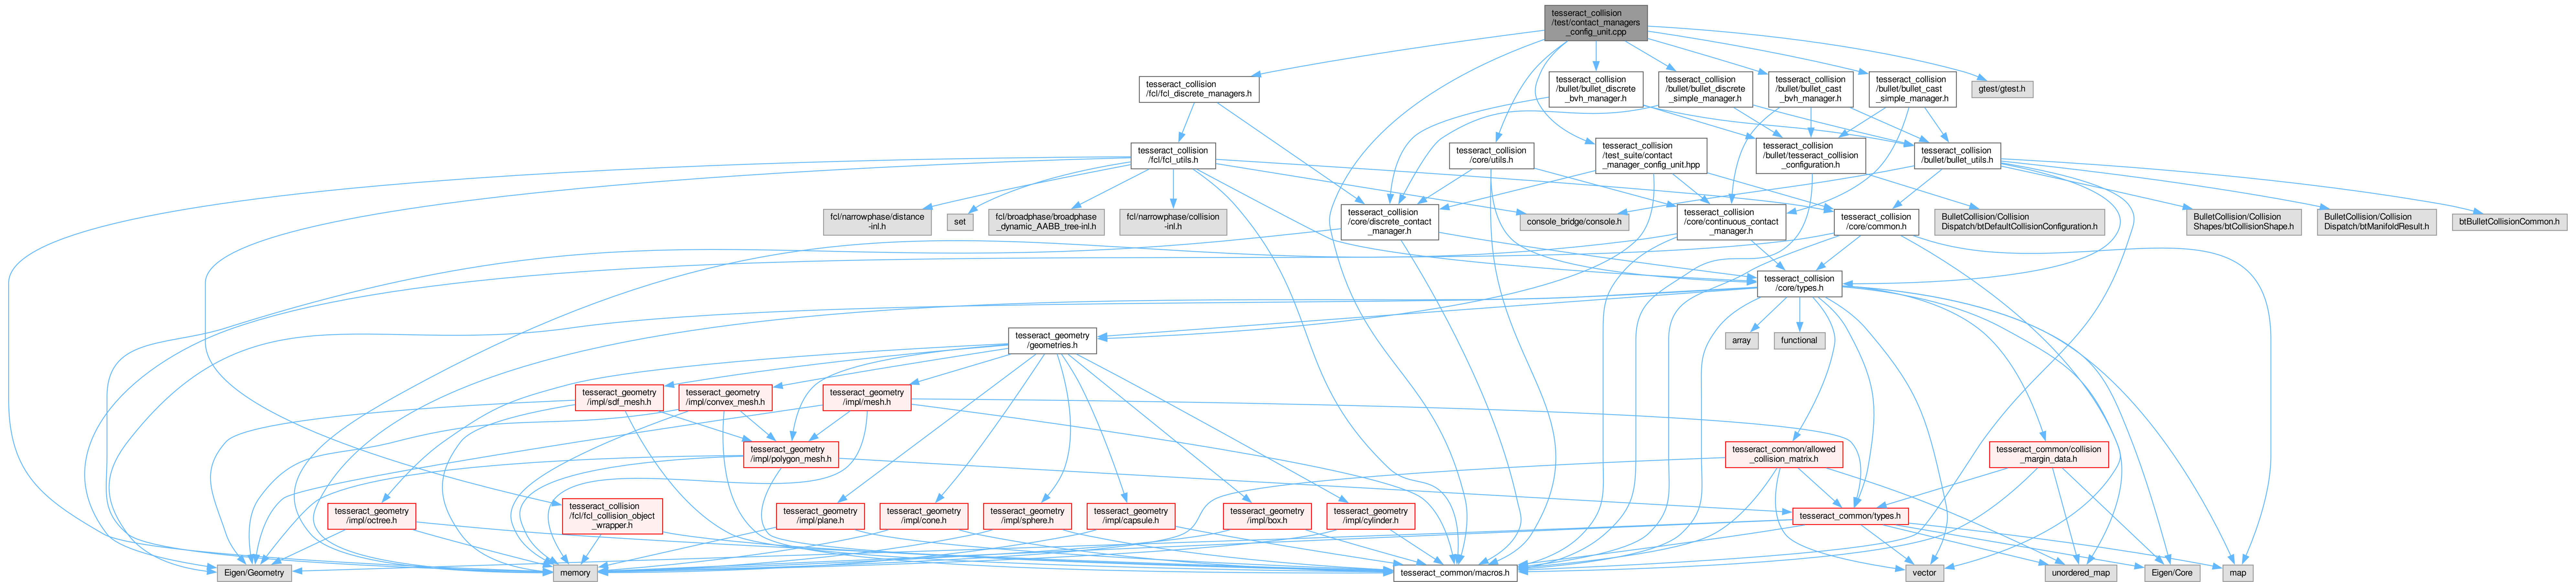 tesseract_collision
/test/contact_managers
_config_unit.cpp
tesseract_collision
/fcl/fcl_discrete_managers.h
tesseract_collision
/bullet/bullet_discrete
_bvh_manager.h
tesseract_collision
/bullet/bullet_discrete
_simple_manager.h
tesseract_collision
/bullet/bullet_cast
_bvh_manager.h
tesseract_collision
/bullet/bullet_cast
_simple_manager.h
gtest/gtest.h
tesseract_collision
/fcl/fcl_utils.h
tesseract_collision
/core/utils.h
tesseract_collision
/test_suite/contact
_manager_config_unit.hpp
tesseract_collision
/bullet/tesseract_collision
_configuration.h
tesseract_collision
/bullet/bullet_utils.h
fcl/narrowphase/distance
-inl.h
set
fcl/broadphase/broadphase
_dynamic_AABB_tree-inl.h
fcl/narrowphase/collision
-inl.h
tesseract_collision
/core/discrete_contact
_manager.h
console_bridge/console.h
tesseract_collision
/core/continuous_contact
_manager.h
tesseract_collision
/core/common.h
BulletCollision/Collision
Dispatch/btDefaultCollisionConfiguration.h
BulletCollision/Collision
Shapes/btCollisionShape.h
BulletCollision/Collision
Dispatch/btManifoldResult.h
btBulletCollisionCommon.h
tesseract_collision
/core/types.h
tesseract_geometry
/geometries.h
array
functional
tesseract_geometry
/impl/sdf_mesh.h
tesseract_geometry
/impl/convex_mesh.h
tesseract_geometry
/impl/mesh.h
tesseract_geometry
/impl/polygon_mesh.h
tesseract_common/allowed
_collision_matrix.h
tesseract_common/collision
_margin_data.h
tesseract_geometry
/impl/octree.h
tesseract_collision
/fcl/fcl_collision_object
_wrapper.h
tesseract_geometry
/impl/plane.h
tesseract_geometry
/impl/cone.h
tesseract_geometry
/impl/sphere.h
tesseract_geometry
/impl/capsule.h
tesseract_geometry
/impl/box.h
tesseract_geometry
/impl/cylinder.h
tesseract_common/types.h
Eigen/Geometry
memory
tesseract_common/macros.h
vector
unordered_map
Eigen/Core
map